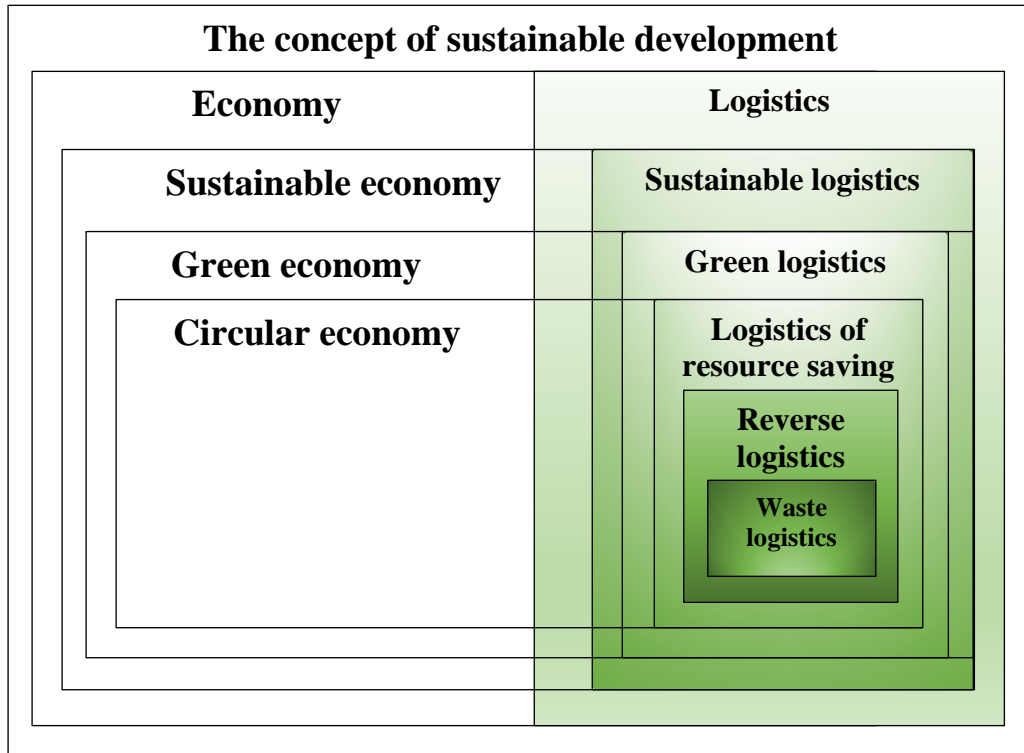 The concept of sustainable development
Economy
Logistics
Sustainable economy
Sustainable logistics
Green economy
Green logistics
Circular economy
Logistics of
resource saving
Reverse
logistics
Waste
logistics